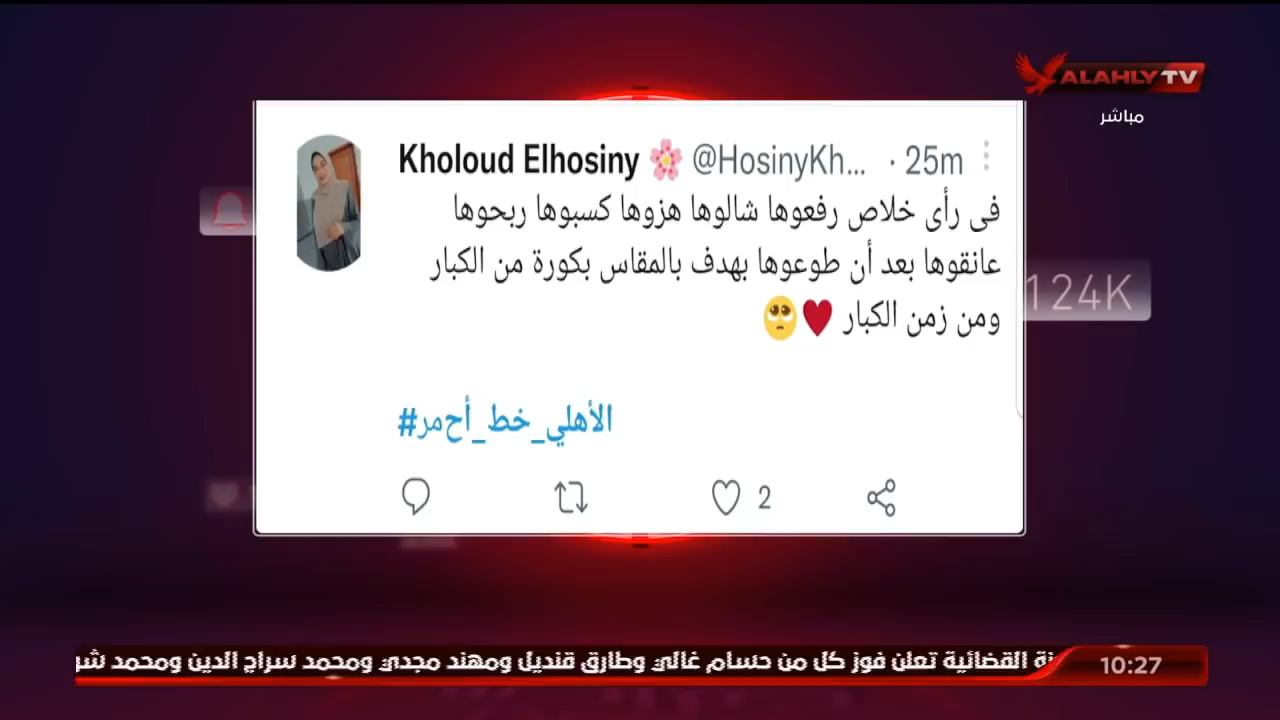 ALAHLY TV
مباشر
Kholoud Elhosiny 🌸 @HosinyKh... · 25m
فى رأى خلاص رفعوها شالوها هزوها كسبوها ربحوها
عانقوها بعد أن طوعوها بهدف بالمقاس بكورة من الكبار
ومن زمن الكبار ♥️🥺
124K
#الأهلي_خط_أحمر
2
القضائية تعلن فوز كل من حسام غالي وطارق قنديل ومهند مجدي ومحمد سراج الدين ومحمد
10:27